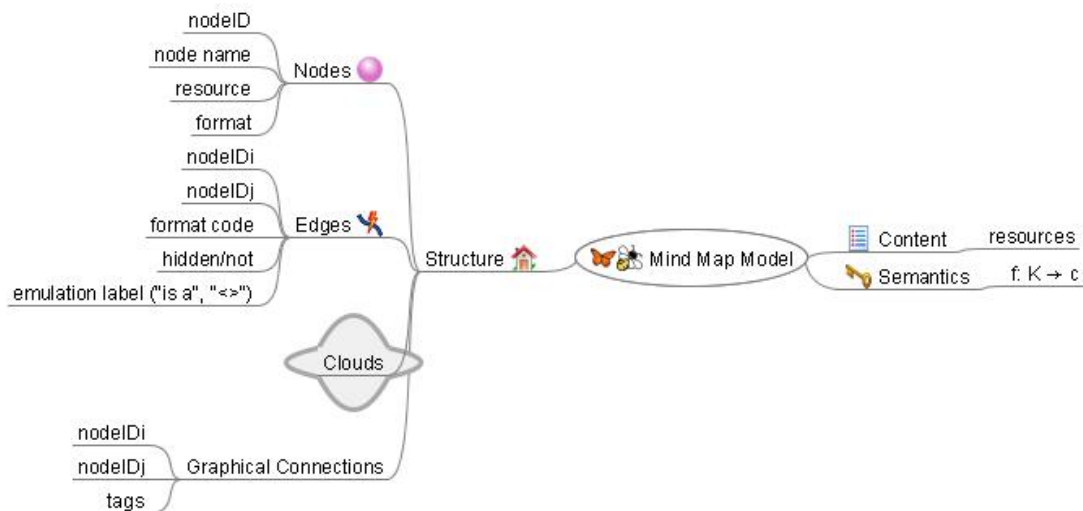 nodeID
node name
resource
format
Nodes
nodeIDi
nodeIDj
format code
hidden/not
emulation label ("is a", "<>")
Edges
Clouds
nodeIDi
nodeIDj
tags
Graphical Connections
Structure
Mind Map Model
Content
resources
Semantics
f: K → c